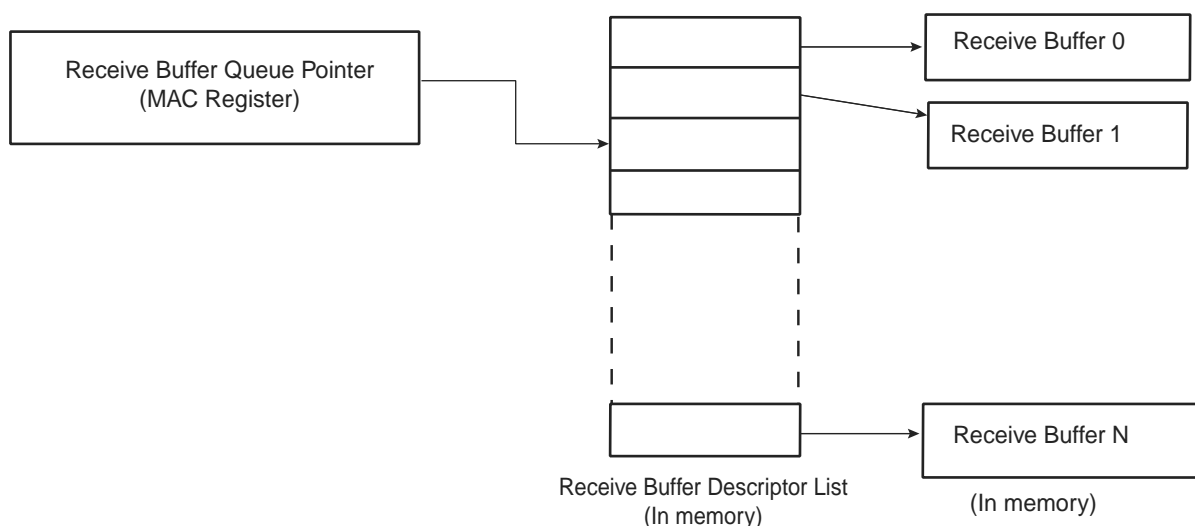 Receive Buffer Queue Pointer
(MAC Register)
Receive Buffer 0
Receive Buffer 1
Receive Buffer N
Receive Buffer Descriptor List
(In memory)
(In memory)